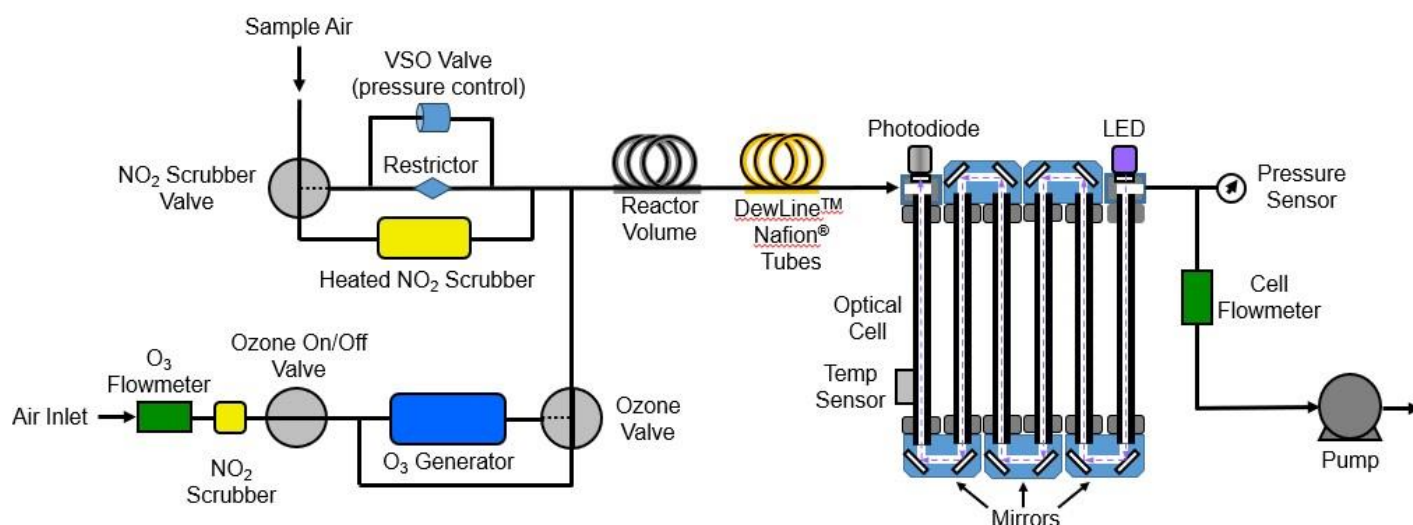 Sample Air
VSO Valve
(pressure control)
Restrictor
NO₂ Scrubber
Valve
Heated NO₂ Scrubber
Reactor
Volume
DewLine™
Nafion®
Tubes
Photodiode
LED
Pressure
Sensor
Optical
Cell
Cell
Flowmeter
Temp
Sensor
Pump
Mirrors
O₃
Flowmeter
Ozone On/Off
Valve
Air Inlet
NO₂
Scrubber
O₃ Generator
Ozone
Valve